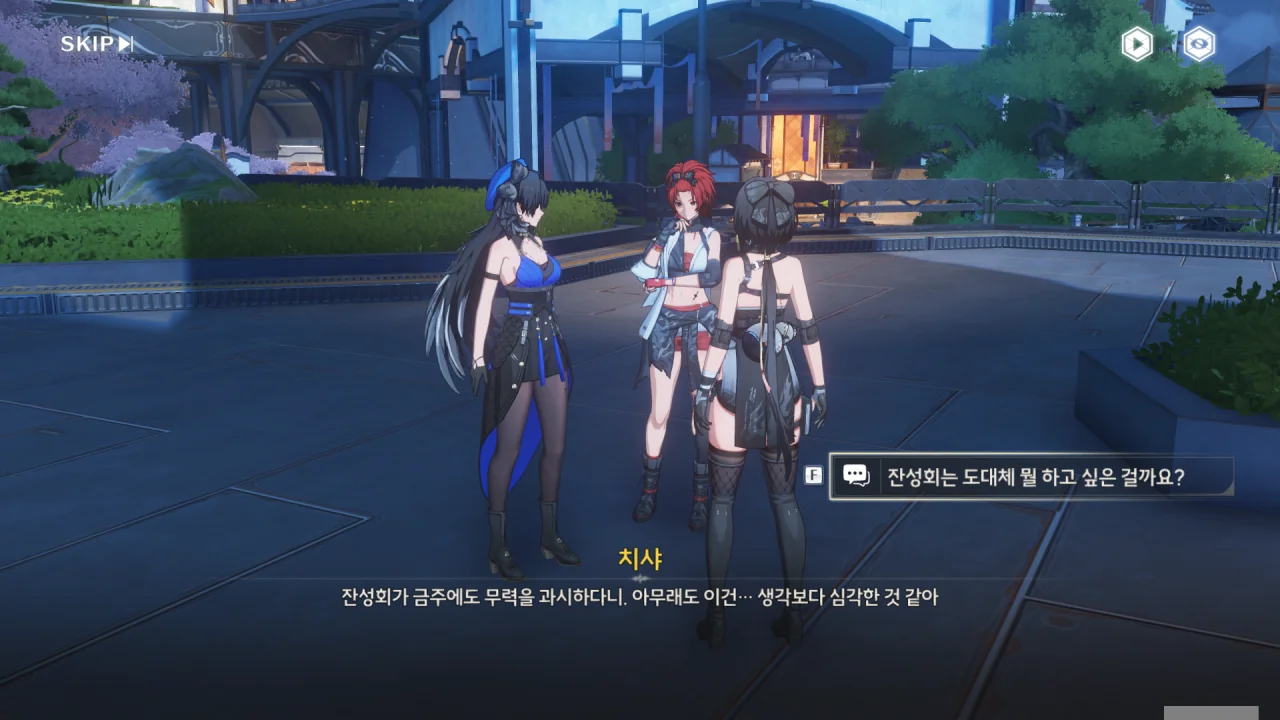 SKIP
F
잔성회는 도대체 뭘 하고 싶은 걸까요?
치샤
잔성회가 금주에도 무력을 과시하다니. 아무래도 이건… 생각보다 심각한 것 같아